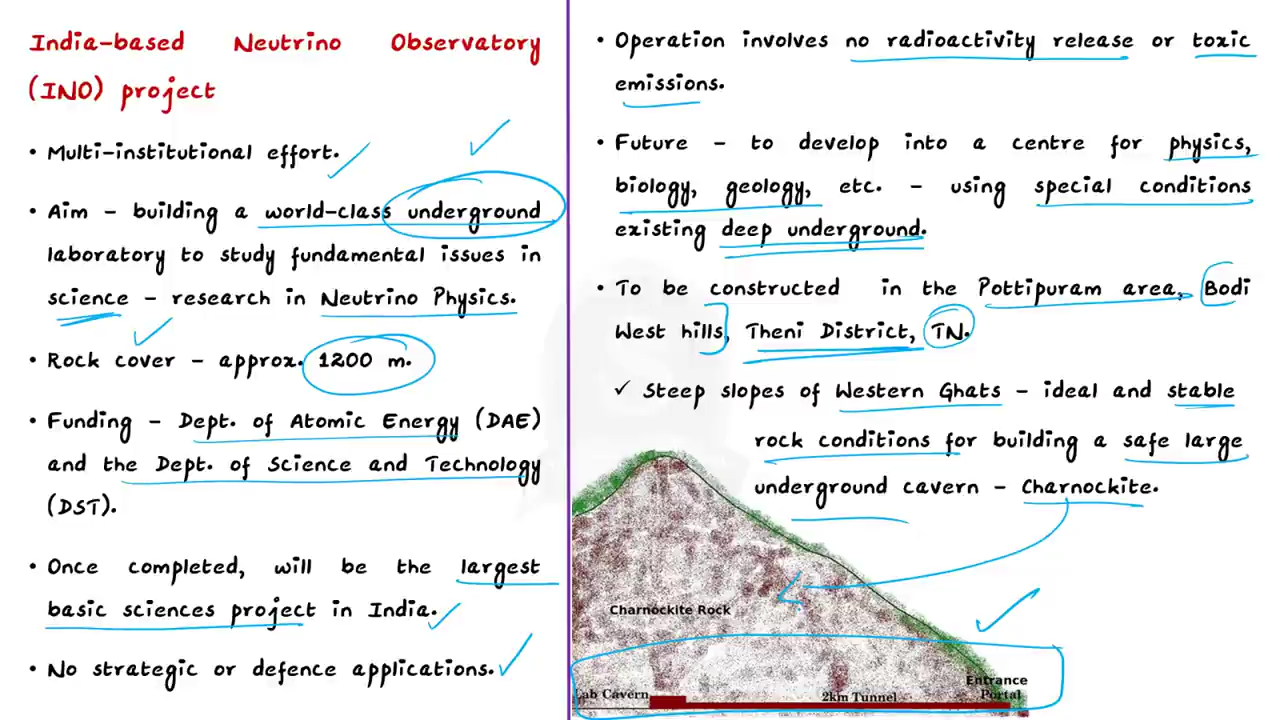 India-based Neutrino Observatory
(INO) project
• Multi-institutional effort.
• Aim – building a world-class underground
laboratory to study fundamental issues in
science – research in Neutrino Physics.
• Rock cover – approx. 1200 m.
• Funding – Dept. of Atomic Energy (DAE)
and the Dept. of Science and Technology
(DST).
• Once completed, will be the largest
basic sciences project in India.
• No strategic or defence applications.
• Operation involves no radioactivity release or toxic
emissions.
• Future – to develop into a centre for physics,
biology, geology, etc. – using special conditions
existing deep underground.
• To be constructed in the Pottipuram area, Bodi
West hills, Theni District, TN.
✓ Steep slopes of Western Ghats – ideal and stable
rock conditions for building a safe large
underground cavern – Charnockite.
Charnockite Rock
Lab Cavern
2km Tunnel
Entrance
Portal